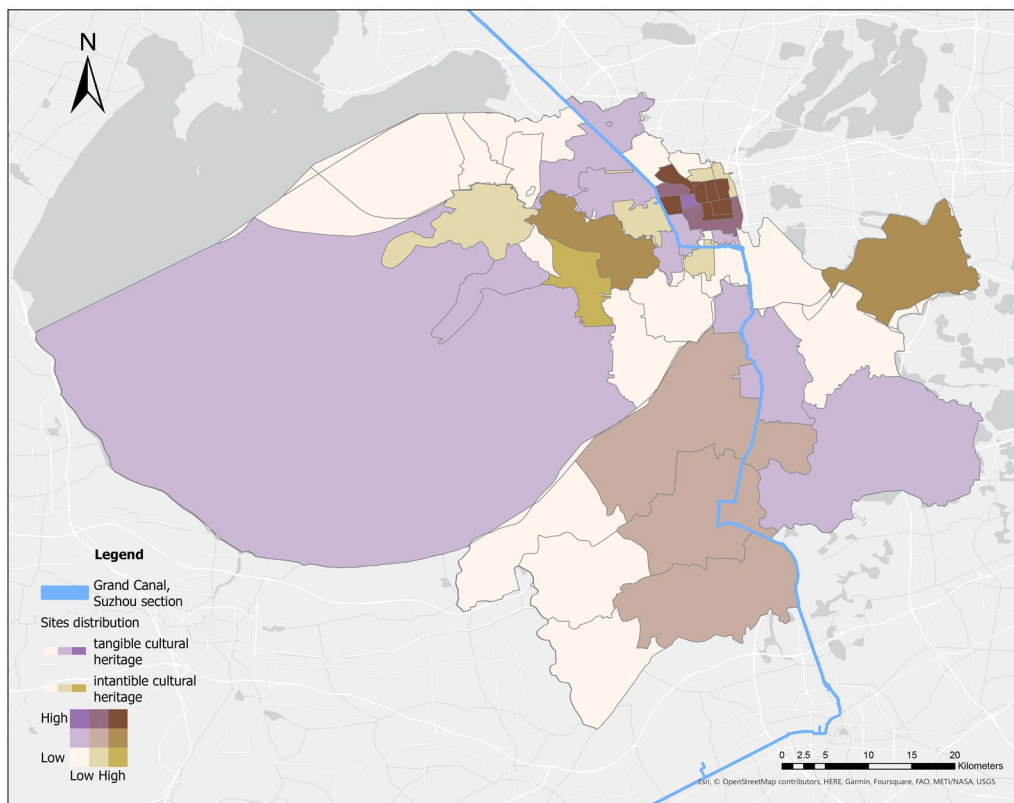 N
Legend
Grand Canal,
Suzhou section
Sites distribution
tangible cultural
heritage
intantible cultural
heritage
High
Low
Low High
0 2.5 5 10 15 20
Kilometers
Esri, © OpenStreetMap contributors, HERE, Garmin, Foursquare, FAO, METI/NASA, USGS